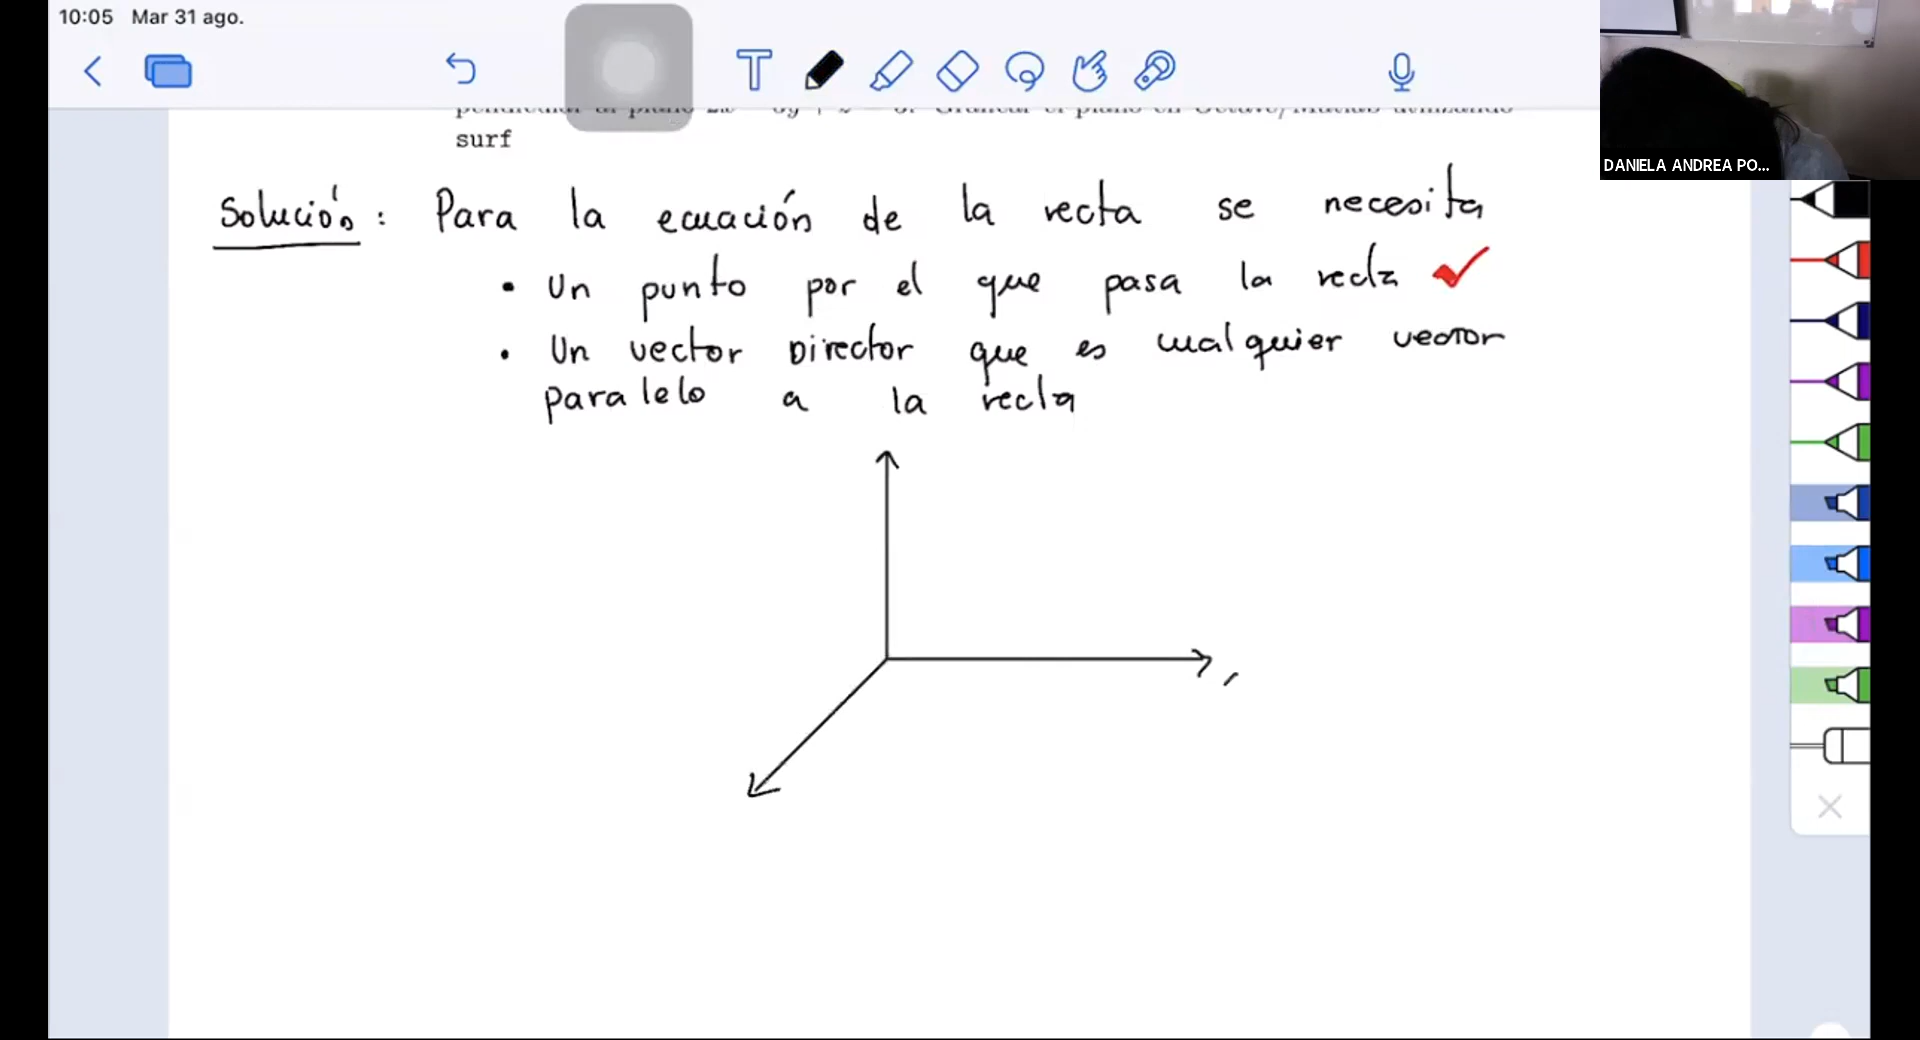 10:05 Mar 31 ago.
DANIELA ANDREA PO...
surf
Solución: Para la ecuación de la recta se necesita
• Un punto por el que pasa la recta ✓
• Un vector Director que es cualquier vector
paralelo a la recta